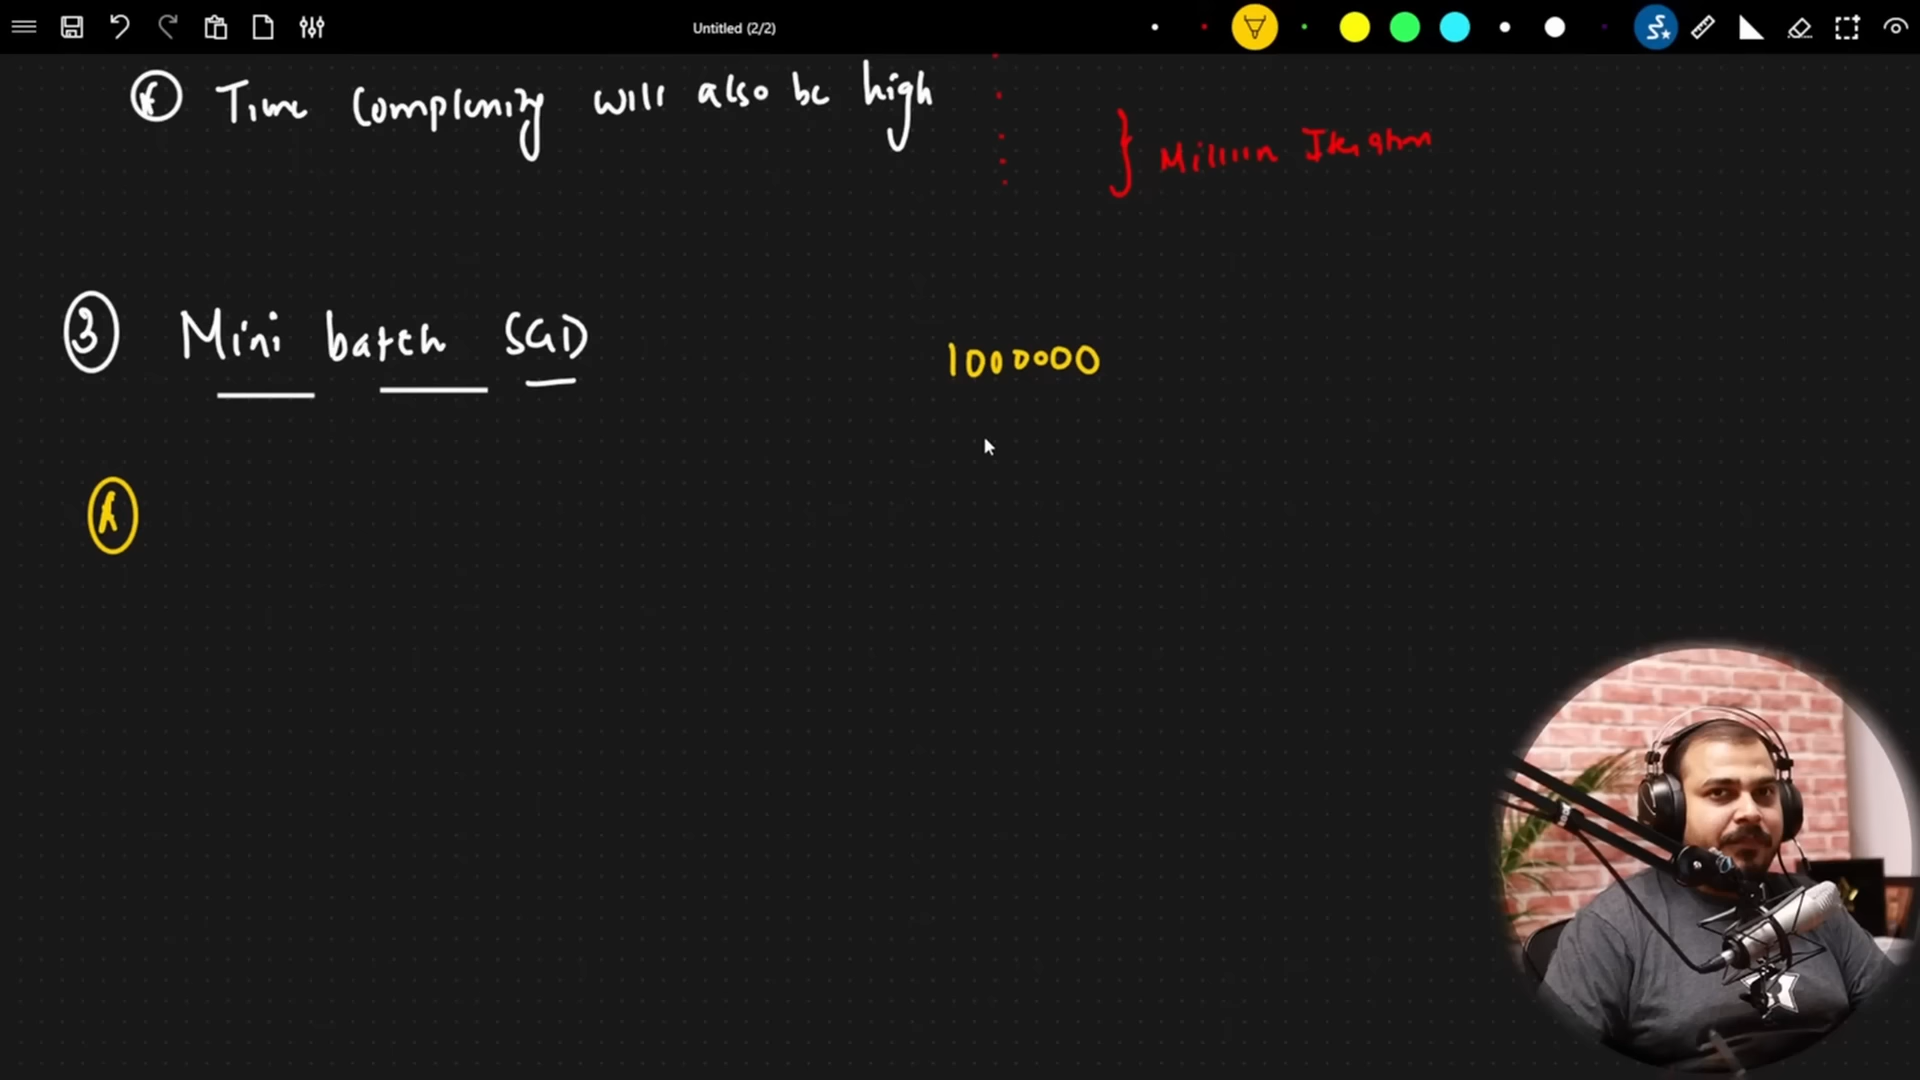 Untitled (2/2)
Time Complexity will also be high
} Million Iteration
③ Mini batch SGD
1000000